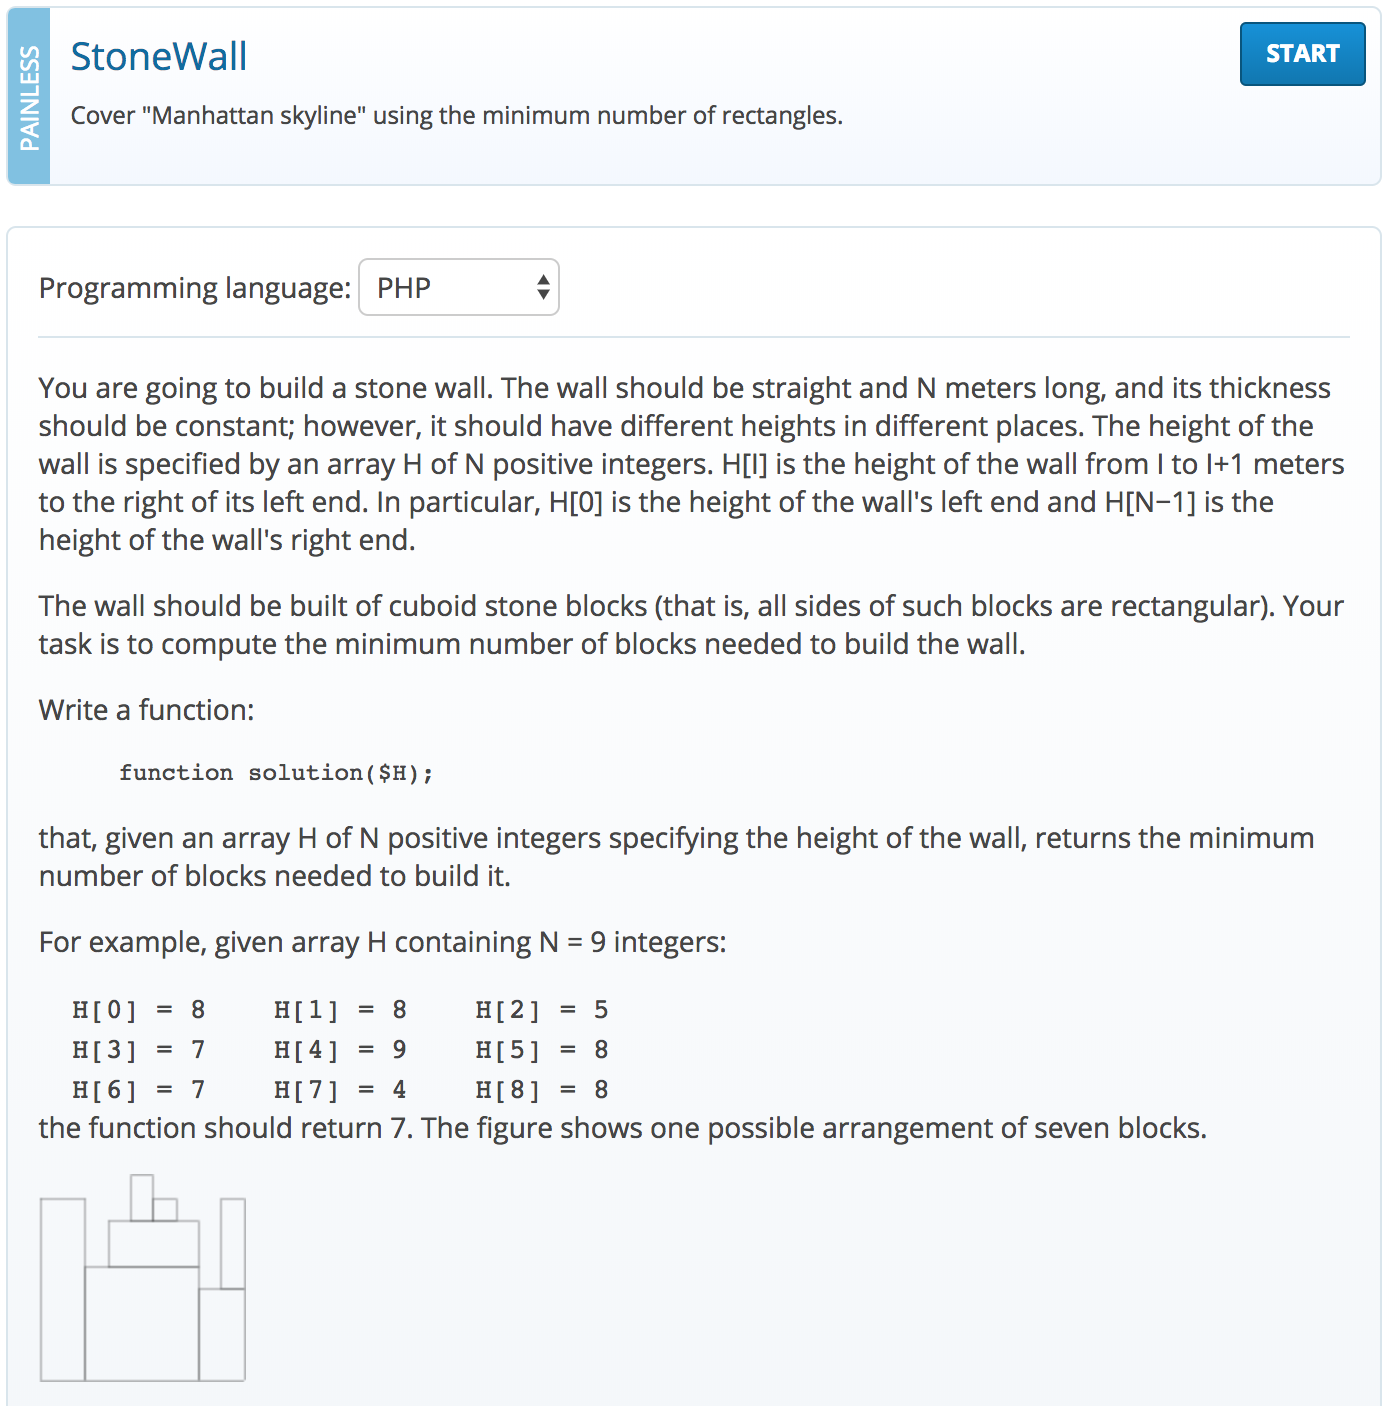 PAINLESS
StoneWall
START
Cover "Manhattan skyline" using the minimum number of rectangles.
Programming language: PHP
You are going to build a stone wall. The wall should be straight and N meters long, and its thickness
should be constant; however, it should have different heights in different places. The height of the
wall is specified by an array H of N positive integers. H[I] is the height of the wall from I to I+1 meters
to the right of its left end. In particular, H[0] is the height of the wall's left end and H[N−1] is the
height of the wall's right end.
The wall should be built of cuboid stone blocks (that is, all sides of such blocks are rectangular). Your
task is to compute the minimum number of blocks needed to build the wall.
Write a function:
function solution($H);
that, given an array H of N positive integers specifying the height of the wall, returns the minimum
number of blocks needed to build it.
For example, given array H containing N = 9 integers:
H[0] = 8 H[1] = 8 H[2] = 5
H[3] = 7 H[4] = 9 H[5] = 8
H[6] = 7 H[7] = 4 H[8] = 8
the function should return 7. The figure shows one possible arrangement of seven blocks.